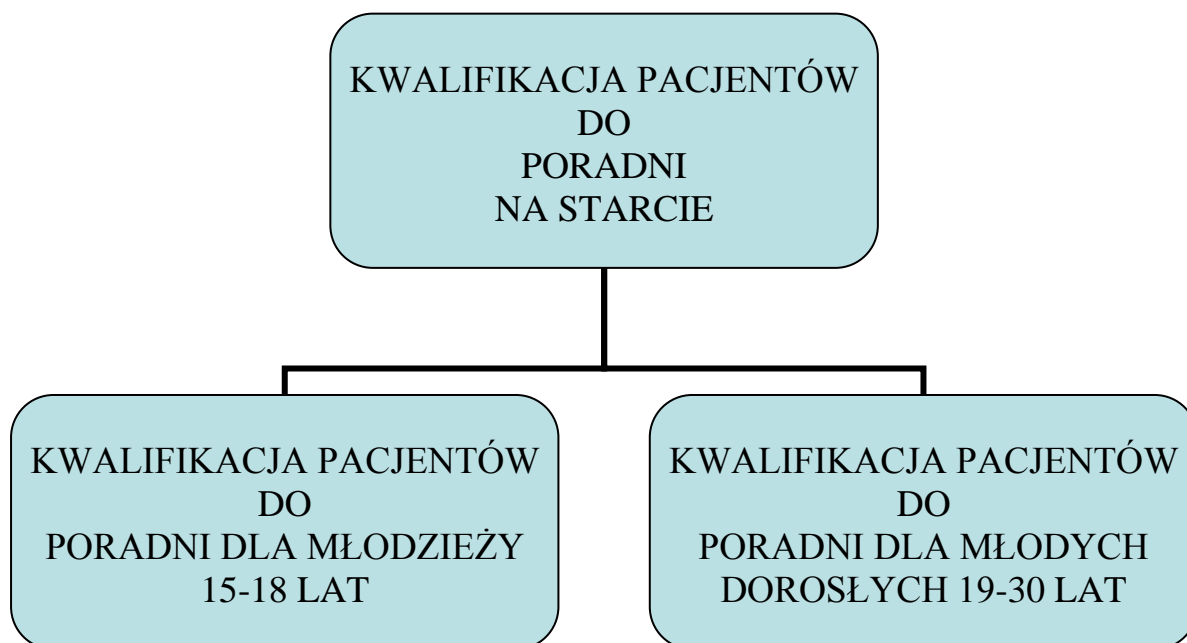 KWALIFIKACJA PACJENTÓW
DO
PORADNI
NA STARCIE
KWALIFIKACJA PACJENTÓW
DO
PORADNI DLA MŁODZIEŻY
15-18 LAT
KWALIFIKACJA PACJENTÓW
DO
PORADNI DLA MŁODYCH
DOROSŁYCH 19-30 LAT